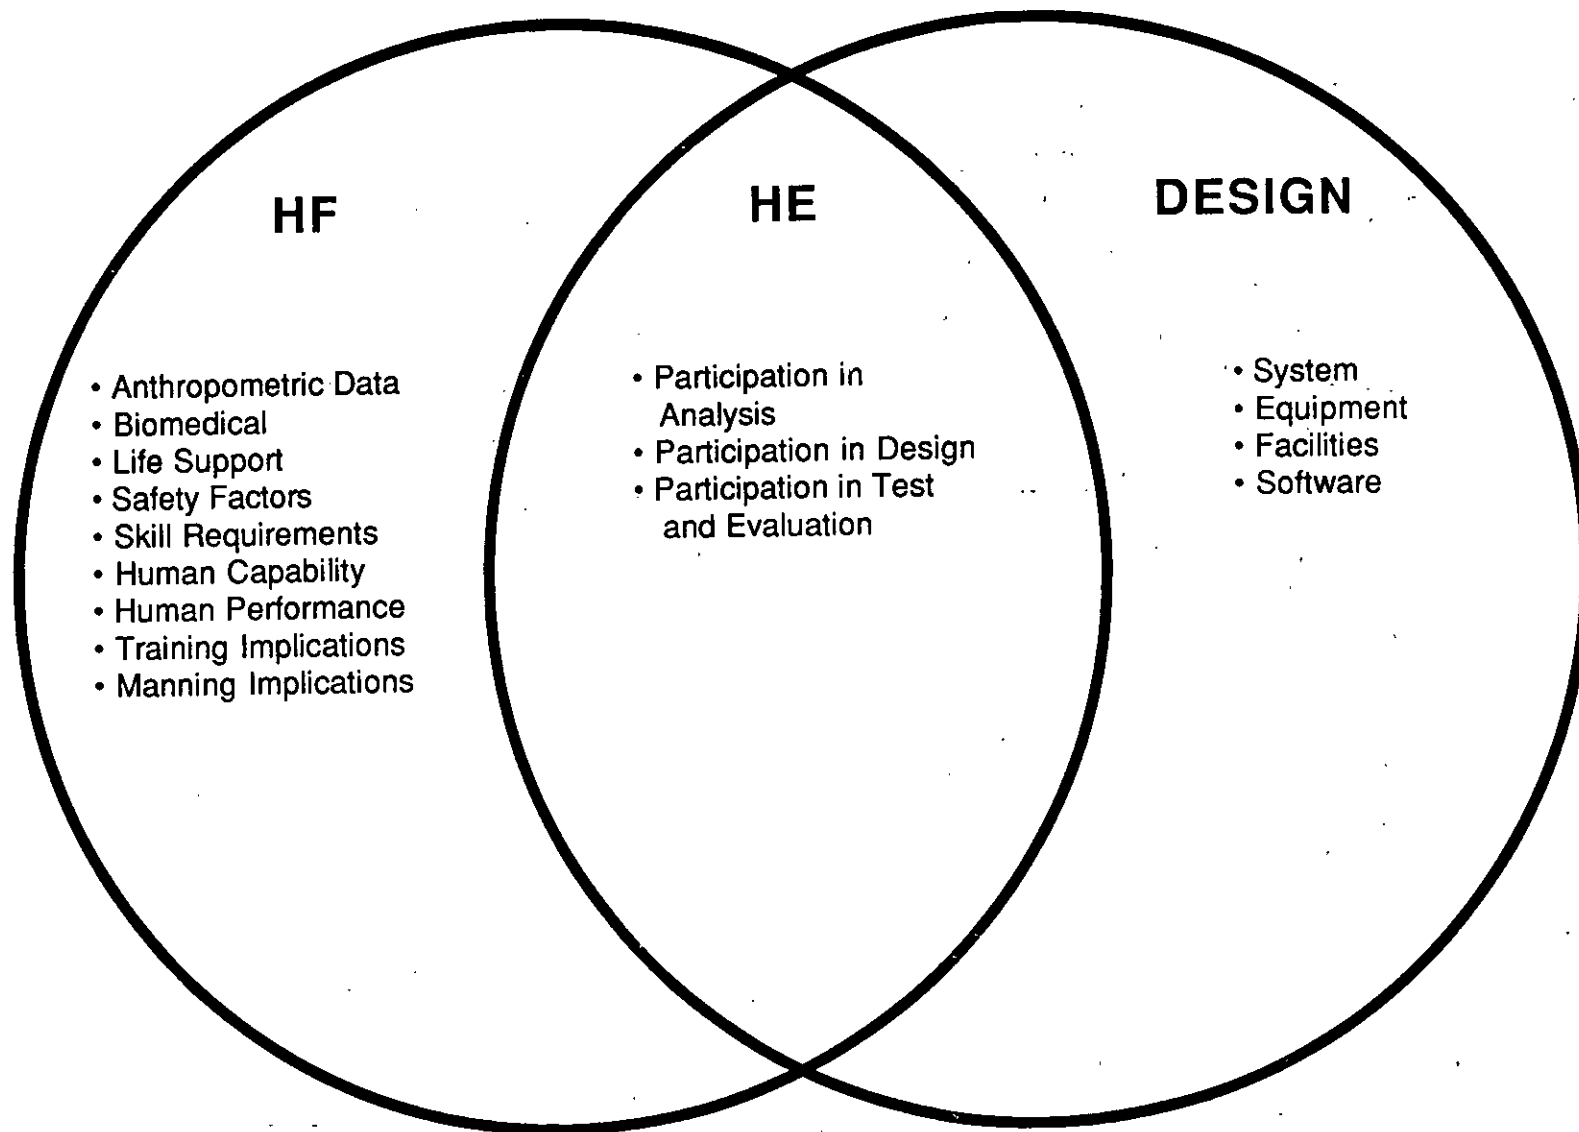 HF
• Anthropometric Data
• Biomedical
• Life Support
• Safety Factors
• Skill Requirements
• Human Capability
• Human Performance
• Training Implications
• Manning Implications
HE
• Participation in
Analysis
• Participation in Design
• Participation in Test
and Evaluation
DESIGN
• System
• Equipment
• Facilities
• Software